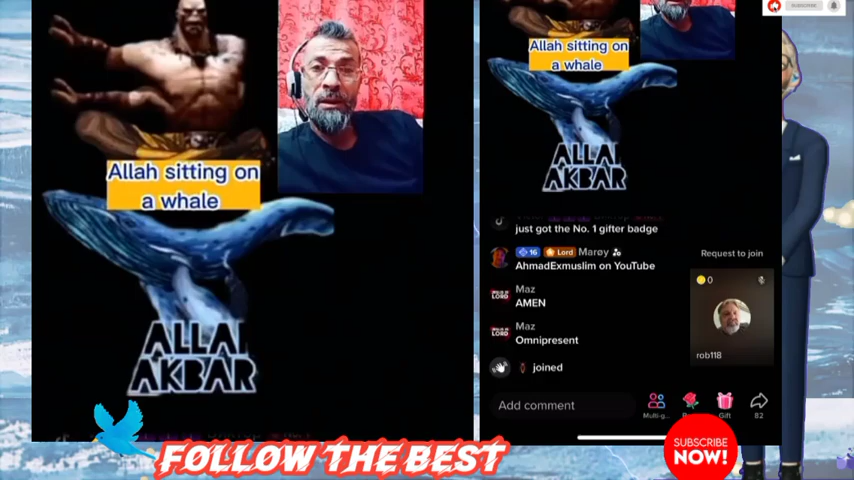 Allah sitting on
a whale
ALLAH
AKBAR
Allah sitting on
a whale
ALLAH
AKBAR
just got the No. 1 gifter badge
16 Lord Marøy
AhmadExmuslim on YouTube
Request to join
0
Maz
AMEN
Maz
Omnipresent
rob118
joined
Add comment
Multi-g...
Gift
82
SUBSCRIBE
FOLLOW THE BEST
SUBSCRIBE
NOW!